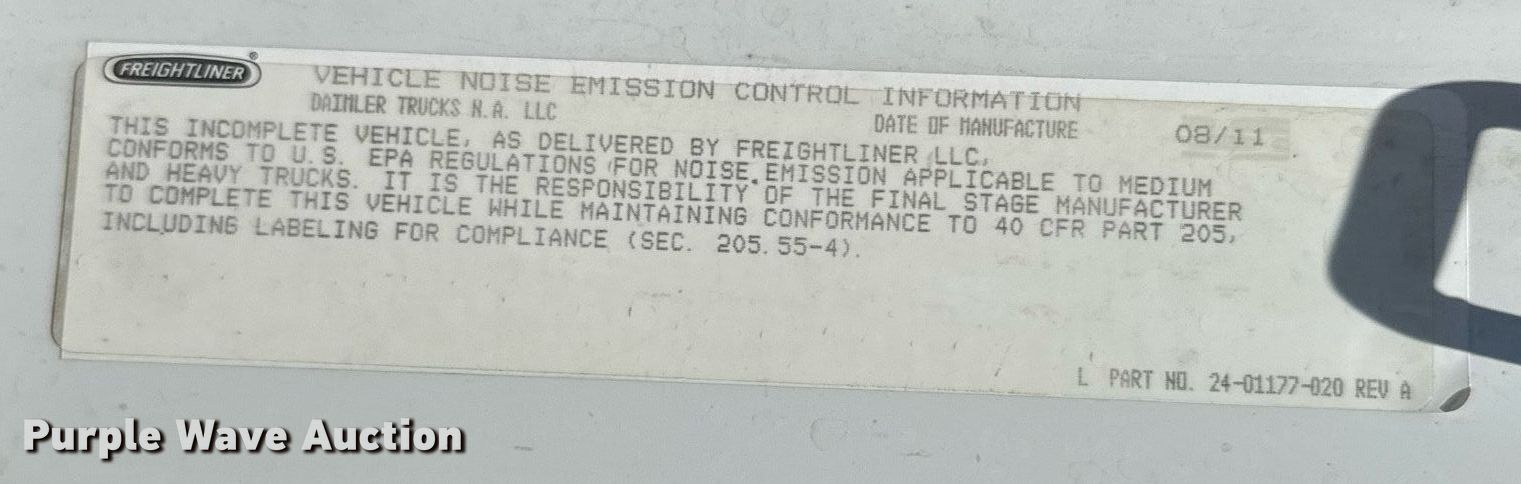 FREIGHTLINER®
VEHICLE NOISE EMISSION CONTROL INFORMATION
DAIMLER TRUCKS N.A. LLC
DATE OF MANUFACTURE 08/11
THIS INCOMPLETE VEHICLE, AS DELIVERED BY FREIGHTLINER LLC,
CONFORMS TO U.S. EPA REGULATIONS FOR NOISE EMISSION APPLICABLE TO MEDIUM
AND HEAVY TRUCKS. IT IS THE RESPONSIBILITY OF THE FINAL STAGE MANUFACTURER
TO COMPLETE THIS VEHICLE WHILE MAINTAINING CONFORMANCE TO 40 CFR PART 205,
INCLUDING LABELING FOR COMPLIANCE (SEC. 205.55-4).
L PART NO. 24-01177-020 REV A
Purple Wave Auction